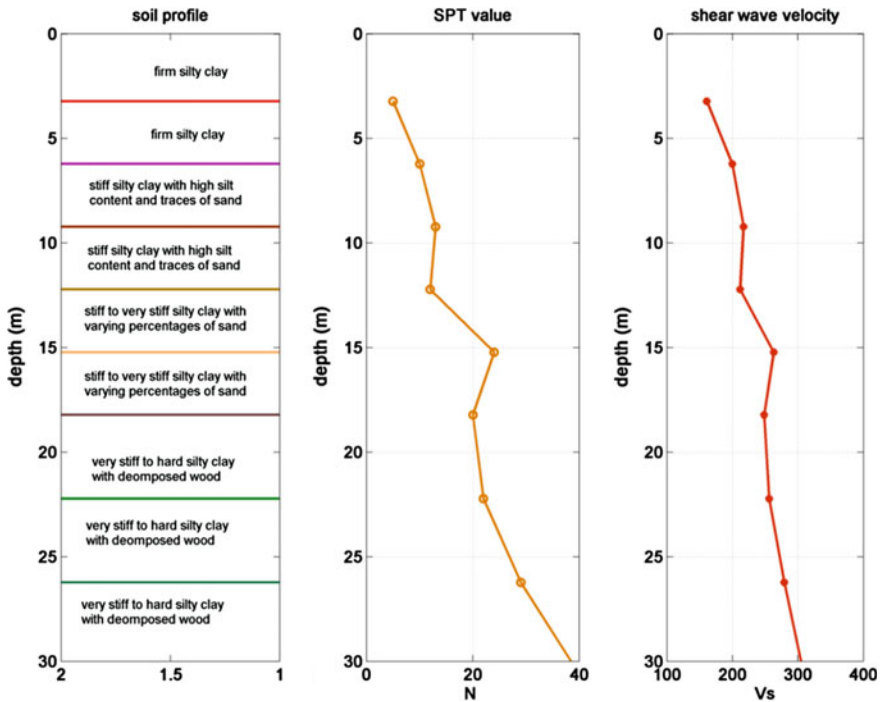 soil profile
SPT value
shear wave velocity
depth (m)
0
5
10
15
20
25
30
firm silty clay
firm silty clay
stiff silty clay with high silt
content and traces of sand
stiff silty clay with high silt
content and traces of sand
stiff to very stiff silty clay with
varying percentages of sand
stiff to very stiff silty clay with
varying percentages of sand
very stiff to hard silty clay
with deomposed wood
very stiff to hard silty clay
with deomposed wood
very stiff to hard silty clay
with deomposed wood
2 1.5 1
depth (m)
0
5
10
15
20
25
30
0 20 40
N
depth (m)
0
5
10
15
20
25
30
100 200 300 400
Vs